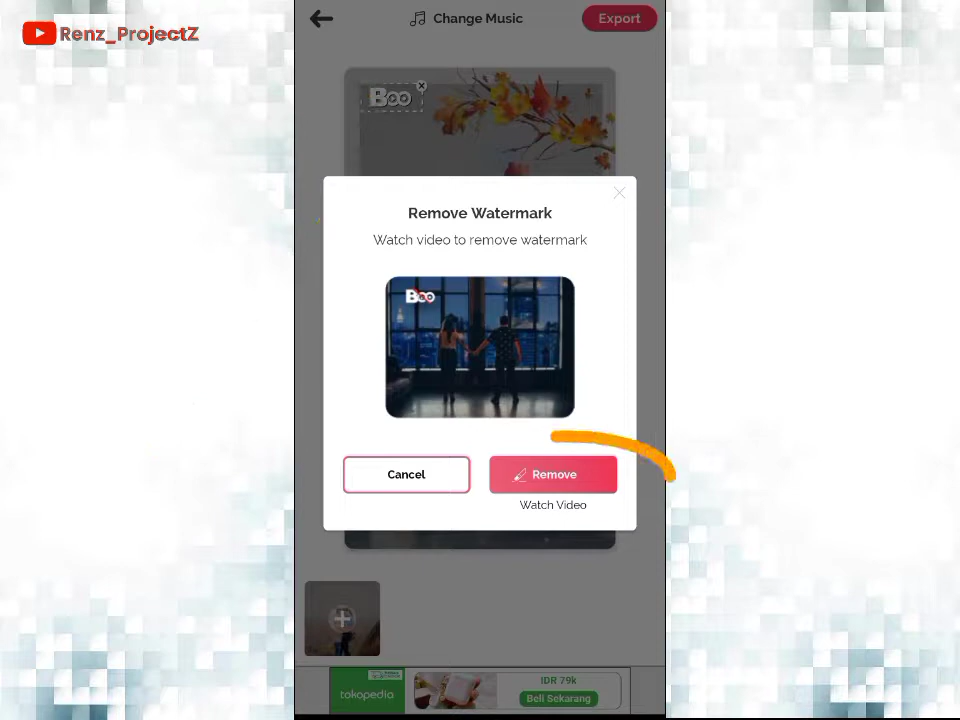 Renz_ProjectZ
Change Music
Export
Boo
Remove Watermark
Watch video to remove watermark
Boo
Cancel
Remove
Watch Video
tokopedia
IDR 79k
Beli Sekarang